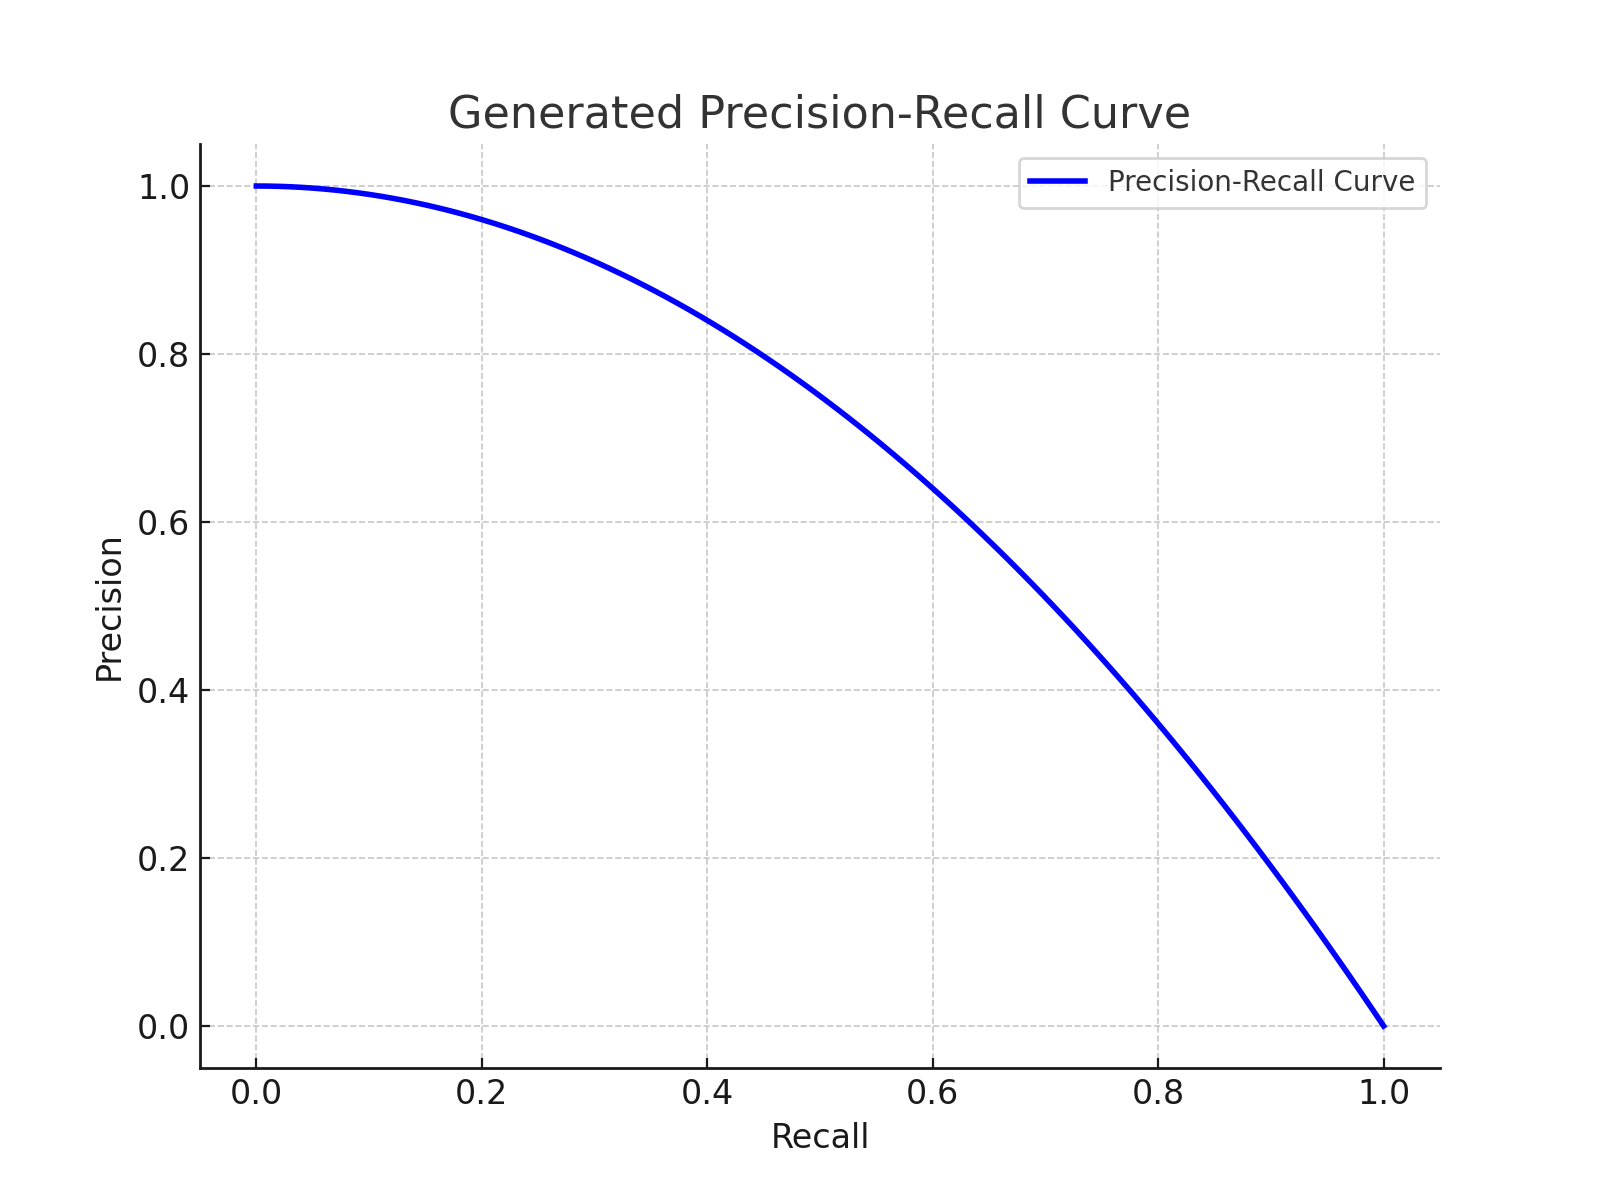 Generated Precision-Recall Curve
Precision-Recall Curve
1.0
0.8
0.6
0.4
0.2
0.0
Precision
0.0 0.2 0.4 0.6 0.8 1.0
Recall